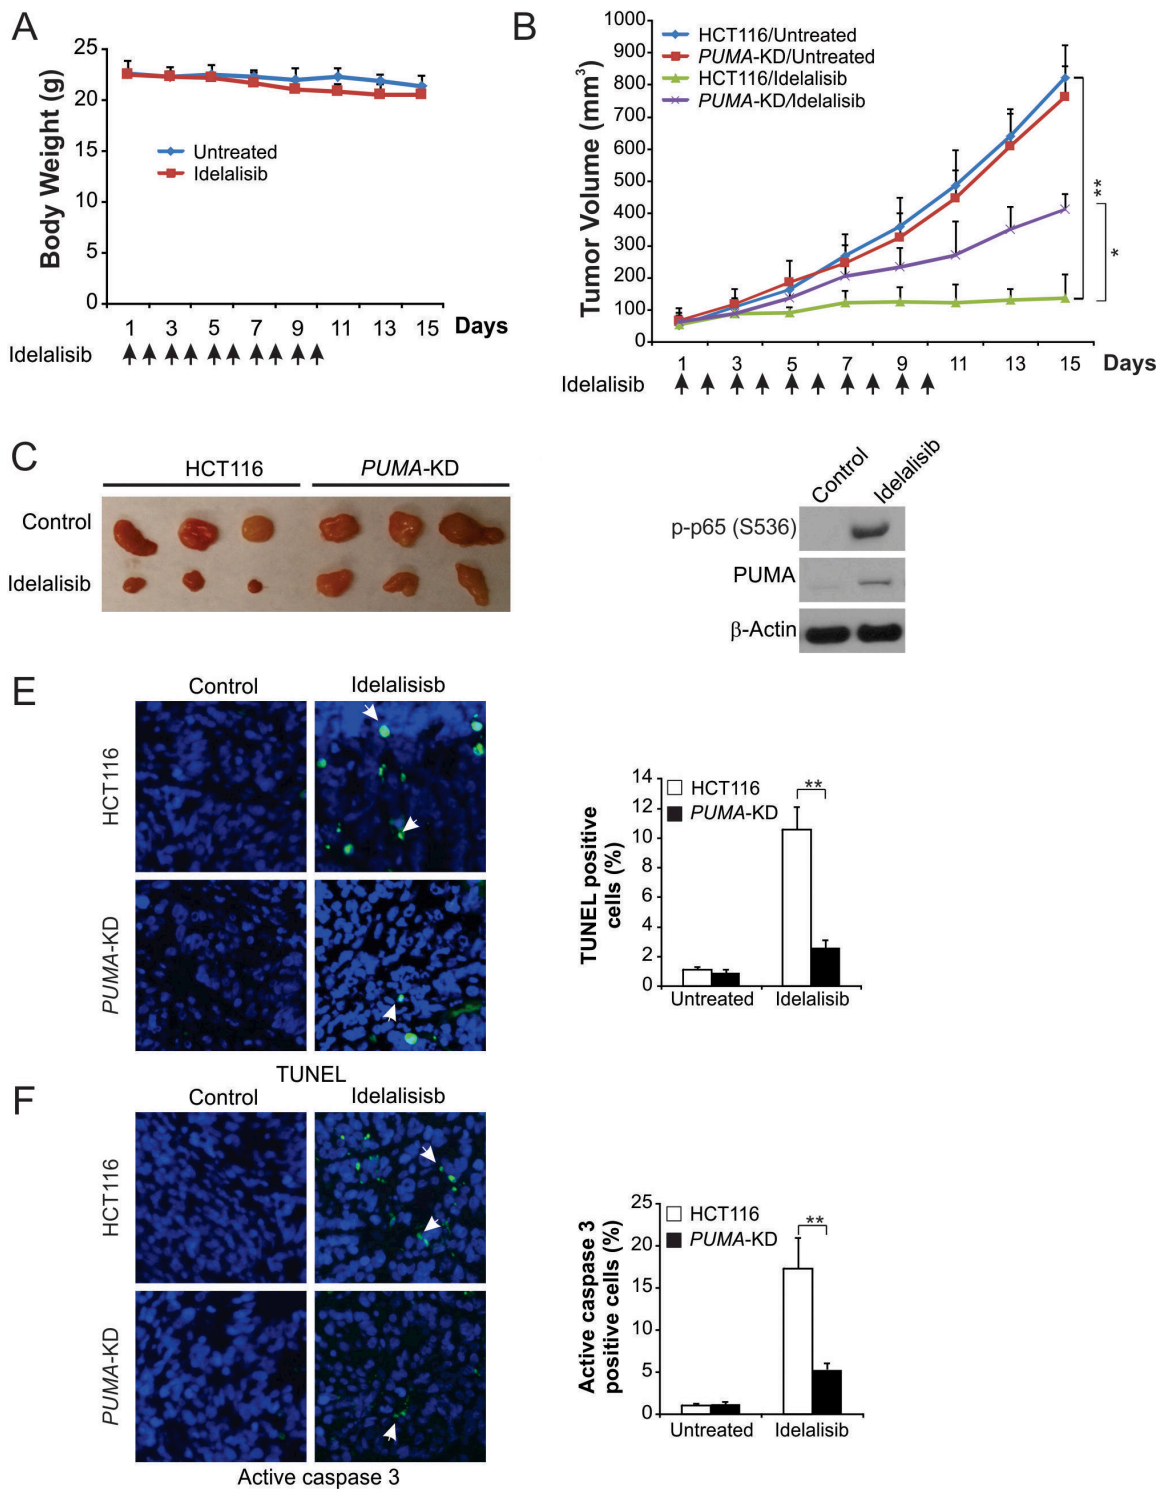 A
25
20
15
10
5
0
Body Weight (g)
Untreated
Idelalisib
1 3 5 7 9 11 13 15 Days
Idelalisib
B
1000
900
800
700
600
500
400
300
200
100
0
Tumor Volume (mm³)
HCT116/Untreated
PUMA-KD/Untreated
HCT116/Idelalisib
PUMA-KD/Idelalisib
**
*
1 3 5 7 9 11 13 15 Days
Idelalisib
C
HCT116 PUMA-KD
Control
Idelalisib
Control Idelalisib
p-p65 (S536)
PUMA
β-Actin
E
Control Idelalisisb
HCT116
PUMA-KD
TUNEL
14
12
10
8
6
4
2
0
TUNEL positive
cells (%)
HCT116
PUMA-KD
**
Untreated Idelalisib
F
Control Idelalisisb
HCT116
PUMA-KD
Active caspase 3
25
20
15
10
5
0
Active caspase 3
positive cells (%)
HCT116
PUMA-KD
**
Untreated Idelalisib